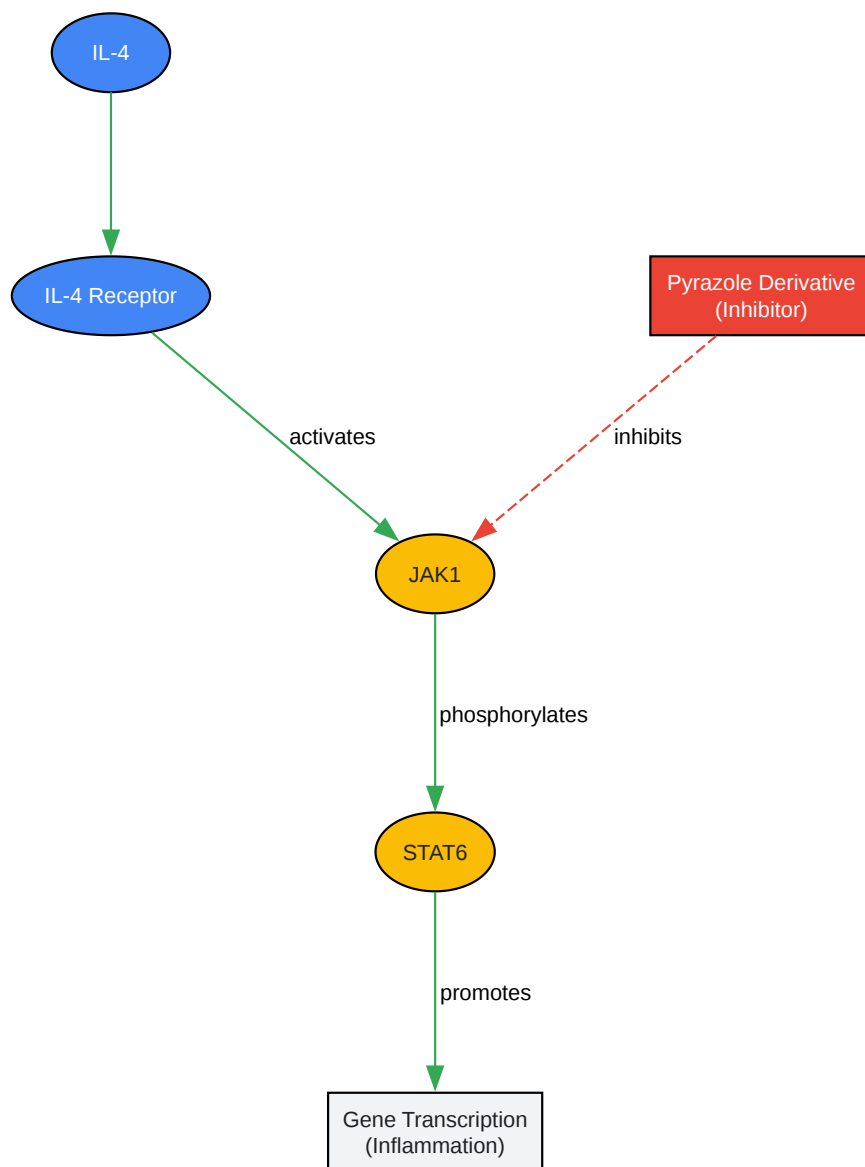 IL-4
IL-4 Receptor
Pyrazole Derivative
(Inhibitor)
activates
inhibits
JAK1
phosphorylates
STAT6
promotes
Gene Transcription
(Inflammation)